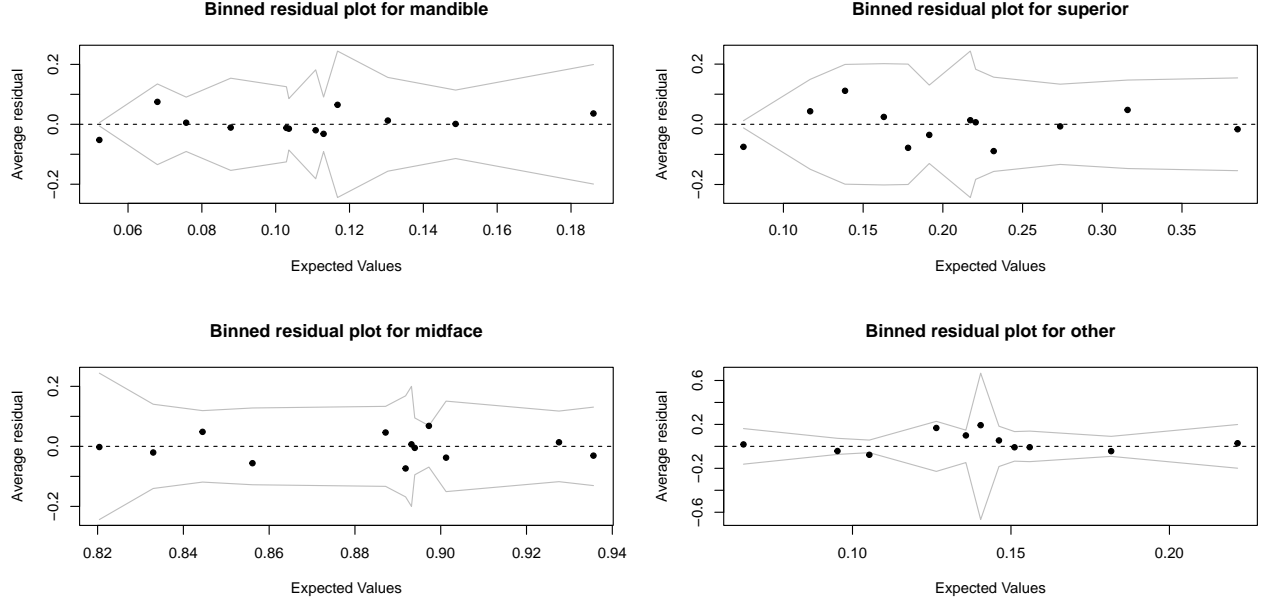 Binned residual plot for mandible
Average residual
−0.2
0.0
0.2
0.06 0.08 0.10 0.12 0.14 0.16 0.18
Expected Values
Binned residual plot for superior
Average residual
−0.2
0.0
0.2
0.10 0.15 0.20 0.25 0.30 0.35
Expected Values
Binned residual plot for midface
Average residual
−0.2
0.0
0.2
0.82 0.84 0.86 0.88 0.90 0.92 0.94
Expected Values
Binned residual plot for other
Average residual
−0.6
−0.2
0.2
0.6
0.10 0.15 0.20
Expected Values